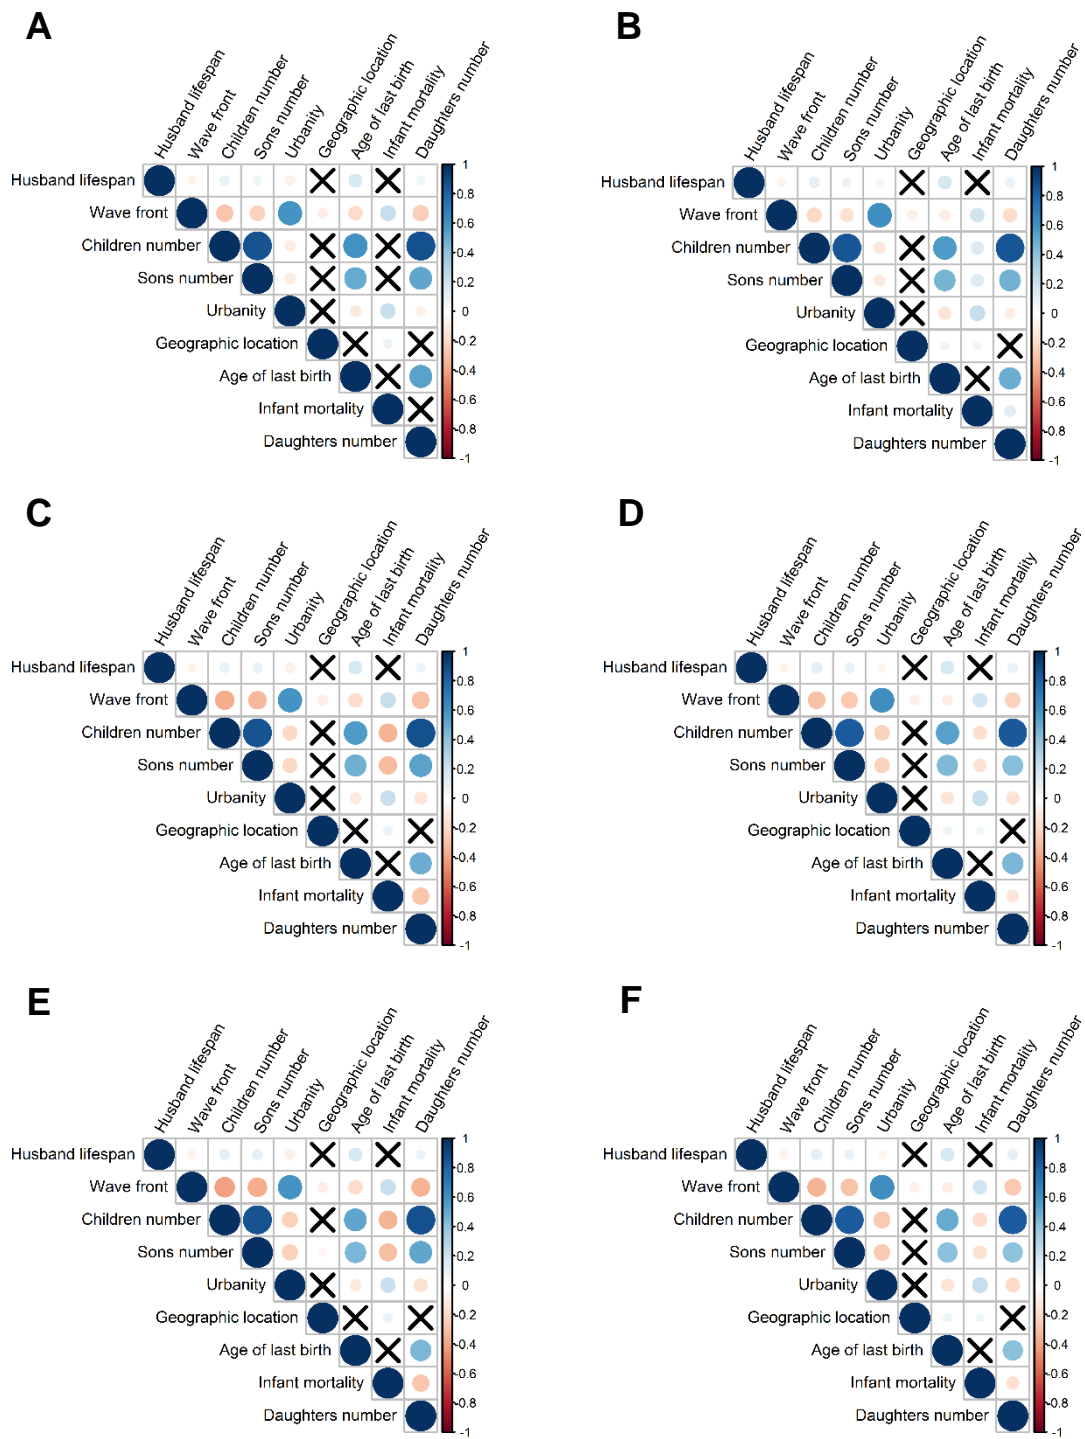 A
Husband lifespan
Wave front
Children number
Sons number
Urbanity
Geographic location
Age of last birth
Infant mortality
Daughters number
Husband lifespan
Wave front
Children number
Sons number
Urbanity
Geographic location
Age of last birth
Infant mortality
Daughters number
1
0.8
0.6
0.4
0.2
0
-0.2
-0.4
-0.6
-0.8
-1
B
Husband lifespan
Wave front
Children number
Sons number
Urbanity
Geographic location
Age of last birth
Infant mortality
Daughters number
Husband lifespan
Wave front
Children number
Sons number
Urbanity
Geographic location
Age of last birth
Infant mortality
Daughters number
1
0.8
0.6
0.4
0.2
0
-0.2
-0.4
-0.6
-0.8
-1
C
Husband lifespan
Wave front
Children number
Sons number
Urbanity
Geographic location
Age of last birth
Infant mortality
Daughters number
Husband lifespan
Wave front
Children number
Sons number
Urbanity
Geographic location
Age of last birth
Infant mortality
Daughters number
1
0.8
0.6
0.4
0.2
0
-0.2
-0.4
-0.6
-0.8
-1
D
Husband lifespan
Wave front
Children number
Sons number
Urbanity
Geographic location
Age of last birth
Infant mortality
Daughters number
Husband lifespan
Wave front
Children number
Sons number
Urbanity
Geographic location
Age of last birth
Infant mortality
Daughters number
1
0.8
0.6
0.4
0.2
0
-0.2
-0.4
-0.6
-0.8
-1
E
Husband lifespan
Wave front
Children number
Sons number
Urbanity
Geographic location
Age of last birth
Infant mortality
Daughters number
Husband lifespan
Wave front
Children number
Sons number
Urbanity
Geographic location
Age of last birth
Infant mortality
Daughters number
1
0.8
0.6
0.4
0.2
0
-0.2
-0.4
-0.6
-0.8
-1
F
Husband lifespan
Wave front
Children number
Sons number
Urbanity
Geographic location
Age of last birth
Infant mortality
Daughters number
Husband lifespan
Wave front
Children number
Sons number
Urbanity
Geographic location
Age of last birth
Infant mortality
Daughters number
1
0.8
0.6
0.4
0.2
0
-0.2
-0.4
-0.6
-0.8
-1